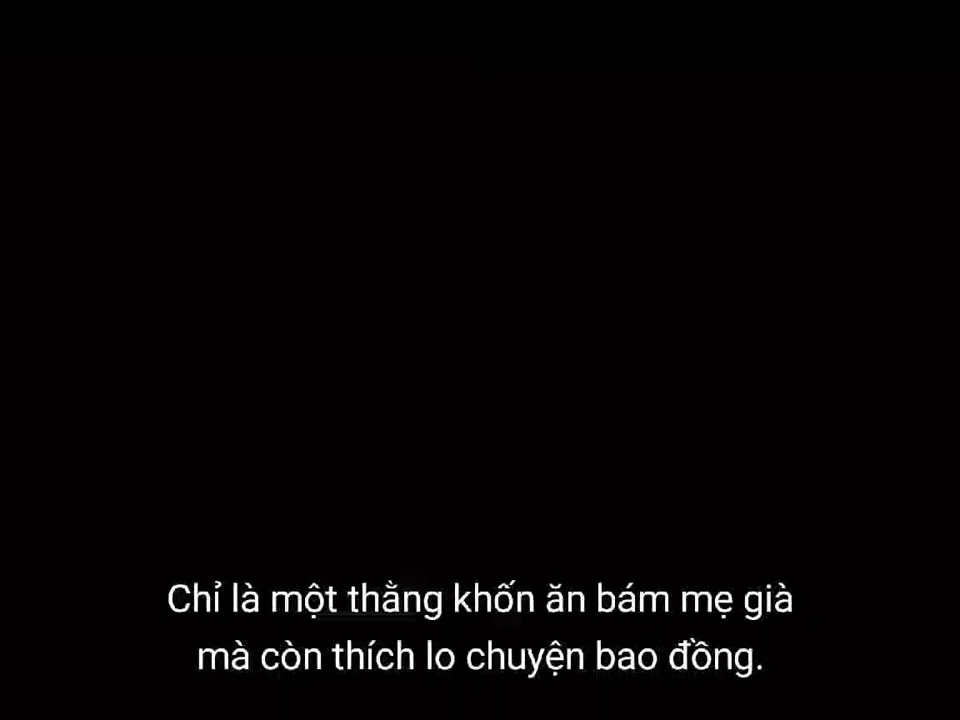 Chỉ là một thằng khốn ăn bám mẹ già
mà còn thích lo chuyện bao đồng.